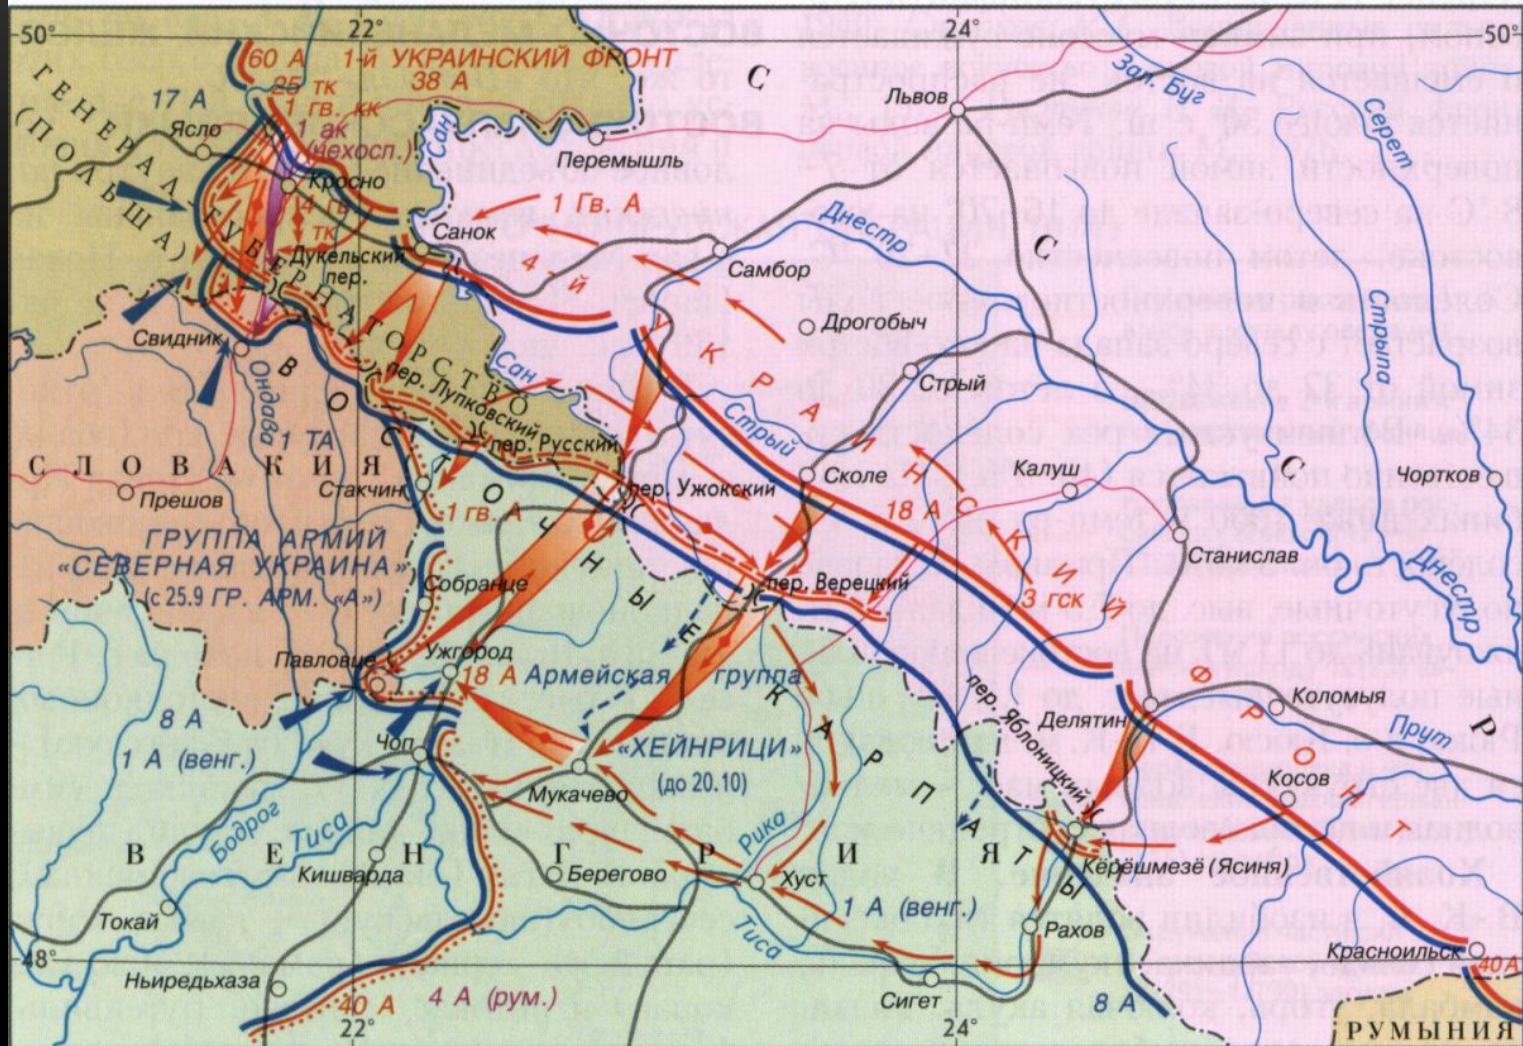 50°
22°
24°
50°
60 А 1-й УКРАИНСКИЙ ФРОНТ
25 тк
38 А
1 гв. кк
1 ак
(чехосл.)
17 А
ГЕНЕРАЛ-ГУБЕРНАТОРСТВО
(ПОЛЬША)
Ясло
Кросно
4 гв.
тк
Дукельский
пер.
Сан
Перемышль
Львов
Зап. Буг
Серет
Стрыпа
1 Гв. А
Санок
Днестр
Самбор
4-й УКРАИНСКИЙ ФРОНТ
С С С Р
Дрогобыч
Свидник
Ондава
Сан
пер. Лупковский
Стрый
Стрый
ВОСТОЧНЫЕ КАРПАТЫ
1 ТА
пер. Русский
СЛОВАКИЯ
Прешов
Стакчин
пер. Ужокский
Сколе
Калуш
Чортков
1 гв. А
18 А
ГРУППА АРМИЙ
«СЕВЕРНАЯ УКРАИНА»
(с 25.9 ГР. АРМ. «А»)
Собранце
пер. Верецкий
3 гск
Станислав
Днестр
Павловце
Ужгород
18 А
Армейская группа
«ХЕЙНРИЦИ»
(до 20.10)
пер. Яблоницкий
Делятин
Коломыя
Прут
8 А
1 А (венг.)
Чоп
Мукачево
Косов
Бодрог
Тиса
Рика
ВЕНГРИЯ
Кишварда
Берегово
Хуст
Керёшмезё (Ясиня)
Токай
Тиса
1 А (венг.)
Рахов
Красноильск
48°
Ньиредьхаза
40 А
4 А (рум.)
Сигет
8 А
40 А
22°
24°
РУМЫНИЯ